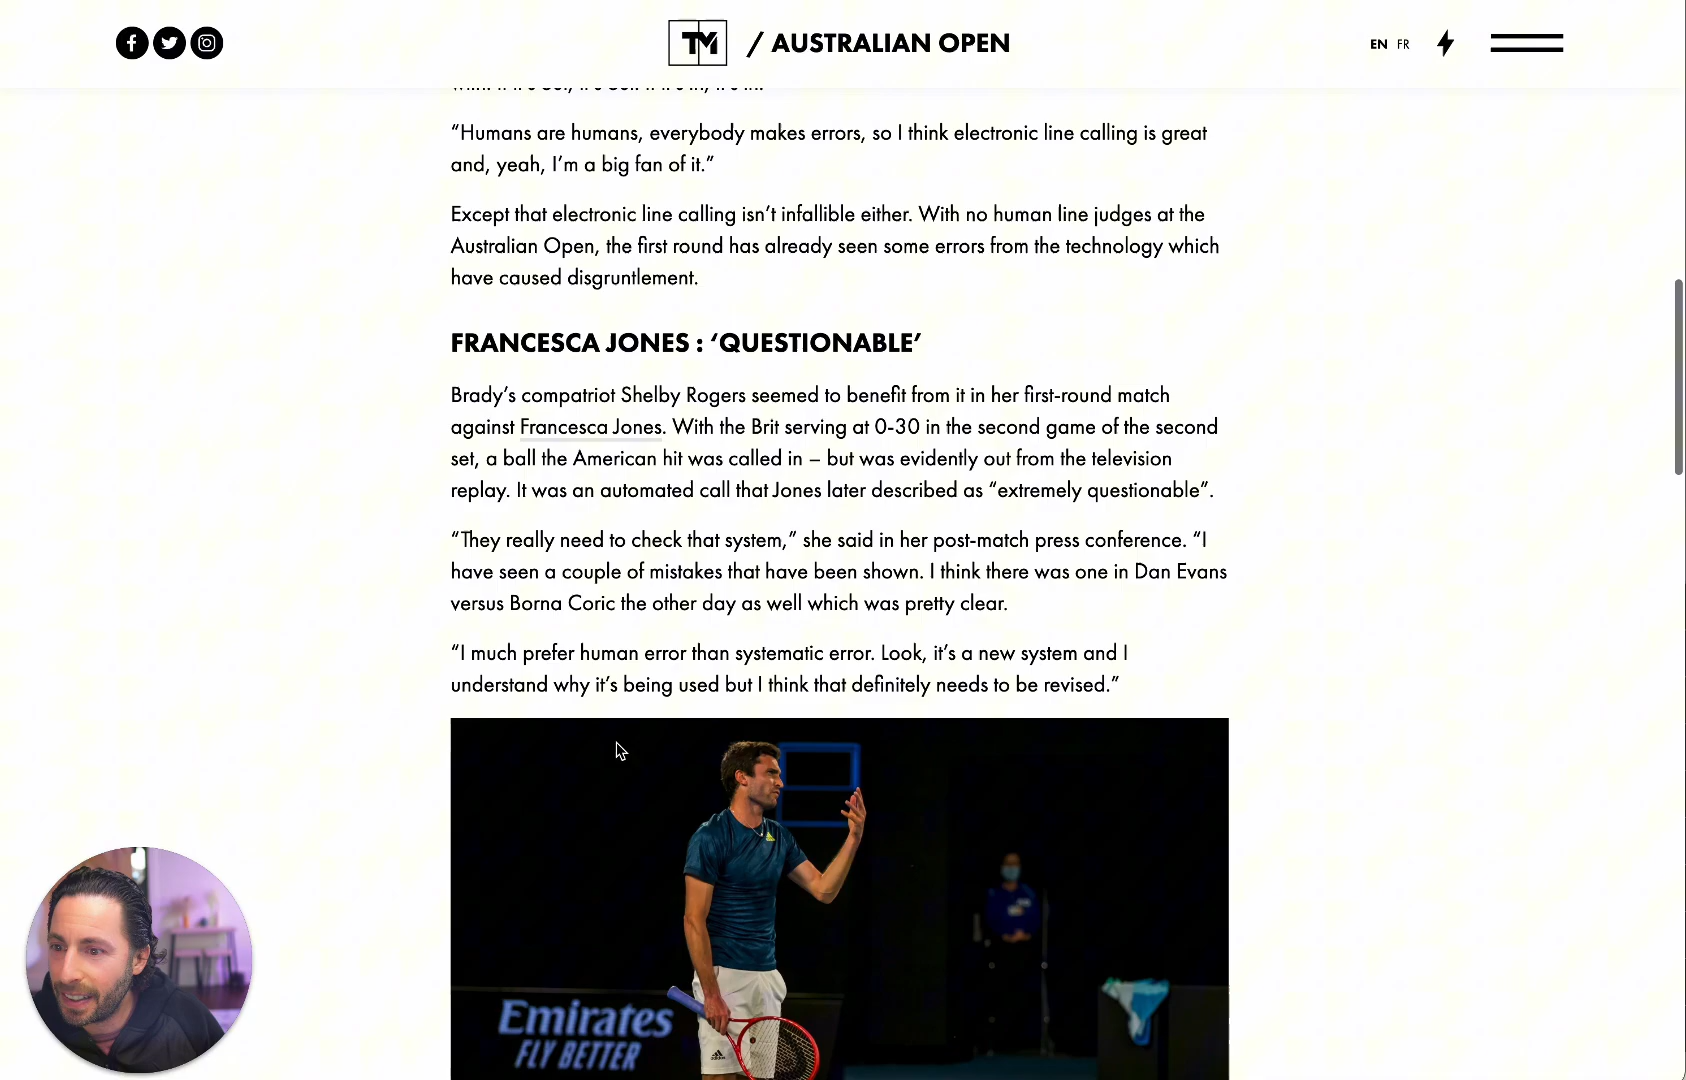 TM / AUSTRALIAN OPEN
EN FR
“Humans are humans, everybody makes errors, so I think electronic line calling is great
and, yeah, I’m a big fan of it.”
Except that electronic line calling isn’t infallible either. With no human line judges at the
Australian Open, the first round has already seen some errors from the technology which
have caused disgruntlement.
FRANCESCA JONES : ‘QUESTIONABLE’
Brady’s compatriot Shelby Rogers seemed to benefit from it in her first-round match
against Francesca Jones. With the Brit serving at 0-30 in the second game of the second
set, a ball the American hit was called in – but was evidently out from the television
replay. It was an automated call that Jones later described as “extremely questionable”.
“They really need to check that system,” she said in her post-match press conference. “I
have seen a couple of mistakes that have been shown. I think there was one in Dan Evans
versus Borna Coric the other day as well which was pretty clear.
“I much prefer human error than systematic error. Look, it’s a new system and I
understand why it’s being used but I think that definitely needs to be revised.”
Emirates
FLY BETTER
adidas